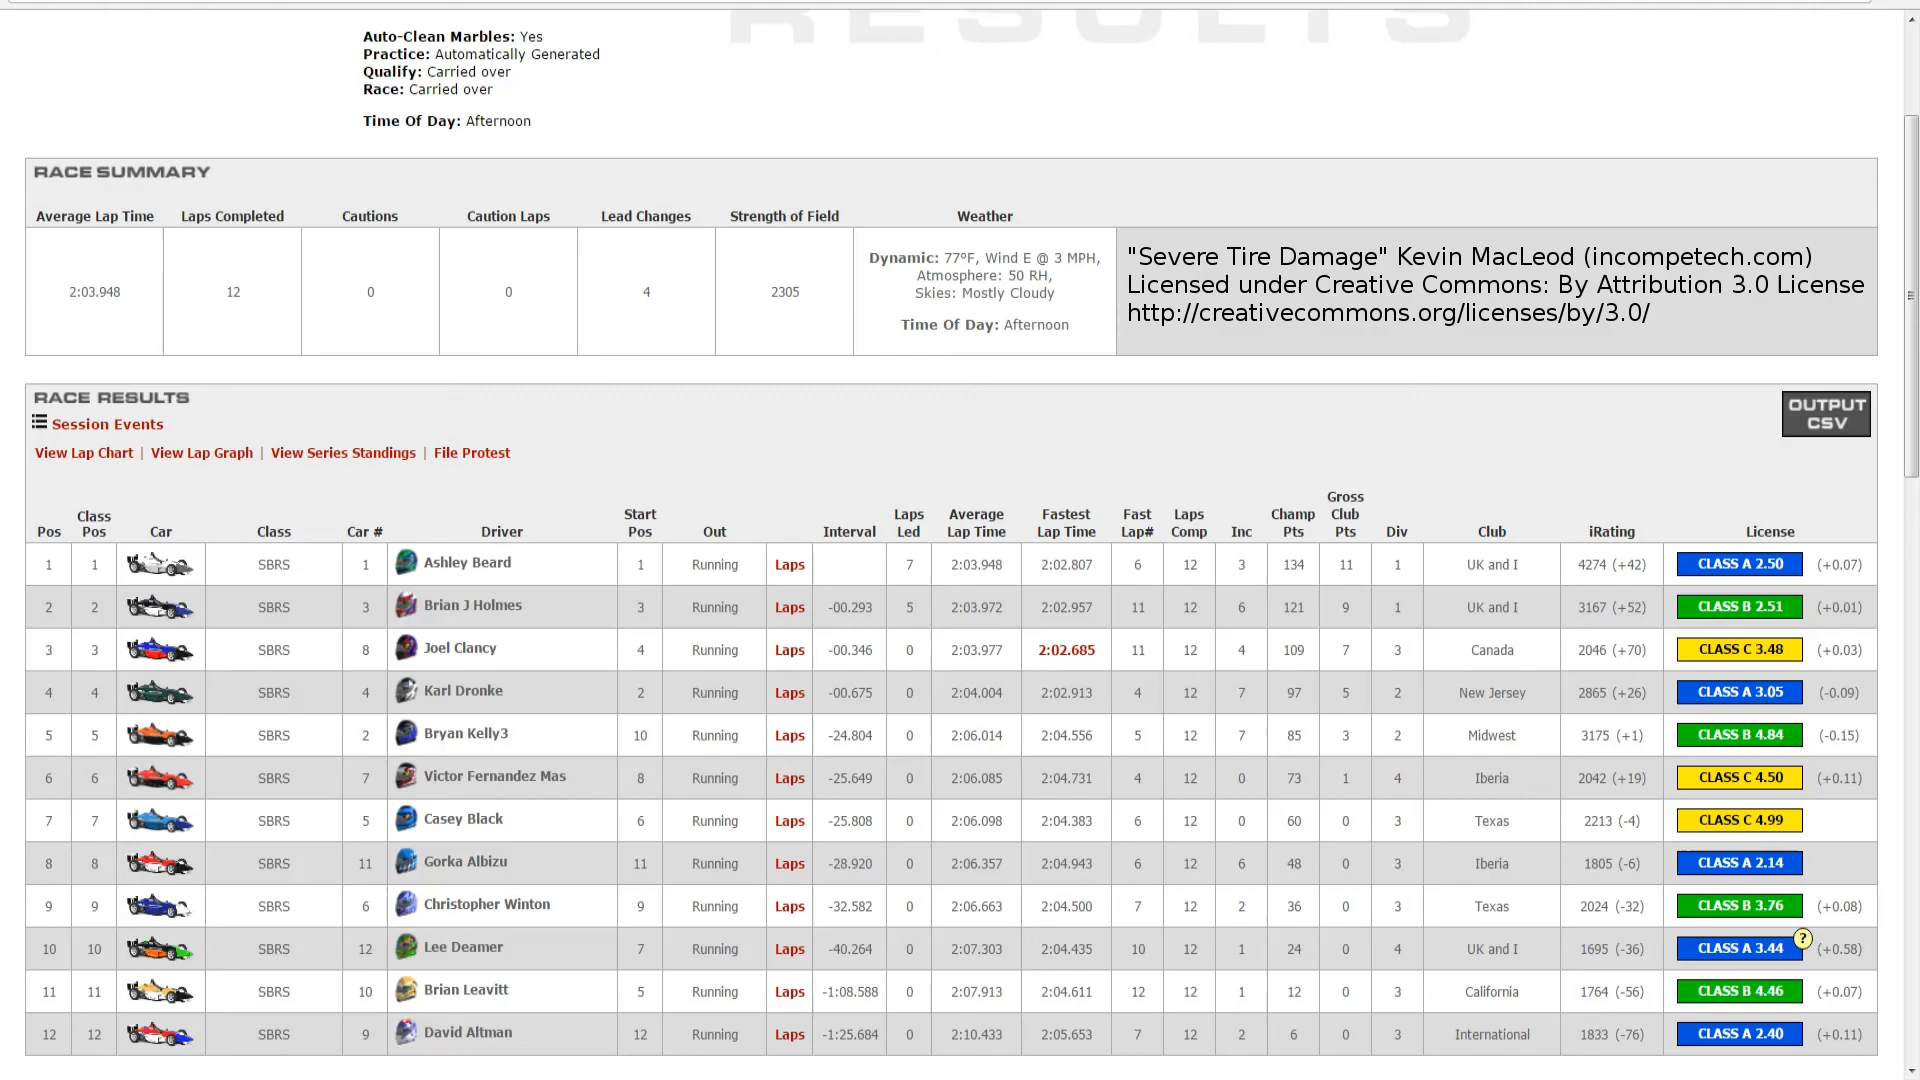 RESULTS
Auto-Clean Marbles: Yes
Practice: Automatically Generated
Qualify: Carried over
Race: Carried over
Time Of Day: Afternoon
RACE SUMMARY
Average Lap Time Laps Completed Cautions Caution Laps Lead Changes Strength of Field Weather
2:03.948 12 0 0 4 2305
Dynamic: 77°F, Wind E @ 3 MPH,
Atmosphere: 50 RH,
Skies: Mostly Cloudy
Time Of Day: Afternoon
"Severe Tire Damage" Kevin MacLeod (incompetech.com)
Licensed under Creative Commons: By Attribution 3.0 License
http://creativecommons.org/licenses/by/3.0/
RACE RESULTS
OUTPUT CSV
Session Events
View Lap Chart | View Lap Graph | View Series Standings | File Protest
Pos Class Pos Car Class Car # Driver Start Pos Out Interval Laps Led Average Lap Time Fastest Lap Time Fast Lap# Laps Comp Inc Champ Pts Gross Club Pts Div Club iRating License
1 1 SBRS 1 Ashley Beard 1 Running Laps 7 2:03.948 2:02.807 6 12 3 134 11 1 UK and I 4274 (+42) CLASS A 2.50 (+0.07)
2 2 SBRS 3 Brian J Holmes 3 Running Laps -00.293 5 2:03.972 2:02.957 11 12 6 121 9 1 UK and I 3167 (+52) CLASS B 2.51 (+0.01)
3 3 SBRS 8 Joel Clancy 4 Running Laps -00.346 0 2:03.977 2:02.685 11 12 4 109 7 3 Canada 2046 (+70) CLASS C 3.48 (+0.03)
4 4 SBRS 4 Karl Dronke 2 Running Laps -00.675 0 2:04.004 2:02.913 4 12 7 97 5 2 New Jersey 2865 (+26) CLASS A 3.05 (-0.09)
5 5 SBRS 2 Bryan Kelly3 10 Running Laps -24.804 0 2:06.014 2:04.556 5 12 7 85 3 2 Midwest 3175 (+1) CLASS B 4.84 (-0.15)
6 6 SBRS 7 Victor Fernandez Mas 8 Running Laps -25.649 0 2:06.085 2:04.731 4 12 0 73 1 4 Iberia 2042 (+19) CLASS C 4.50 (+0.11)
7 7 SBRS 5 Casey Black 6 Running Laps -25.808 0 2:06.098 2:04.383 6 12 0 60 0 3 Texas 2213 (-4) CLASS C 4.99
8 8 SBRS 11 Gorka Albizu 11 Running Laps -28.920 0 2:06.357 2:04.943 6 12 6 48 0 3 Iberia 1805 (-6) CLASS A 2.14
9 9 SBRS 6 Christopher Winton 9 Running Laps -32.582 0 2:06.663 2:04.500 7 12 2 36 0 3 Texas 2024 (-32) CLASS B 3.76 (+0.08)
10 10 SBRS 12 Lee Deamer 7 Running Laps -40.264 0 2:07.303 2:04.435 10 12 1 24 0 4 UK and I 1695 (-36) CLASS A 3.44 ? (+0.58)
11 11 SBRS 10 Brian Leavitt 5 Running Laps -1:08.588 0 2:07.913 2:04.611 12 12 1 12 0 3 California 1764 (-56) CLASS B 4.46 (+0.07)
12 12 SBRS 9 David Altman 12 Running Laps -1:25.684 0 2:10.433 2:05.653 7 12 2 6 0 3 International 1833 (-76) CLASS A 2.40 (+0.11)